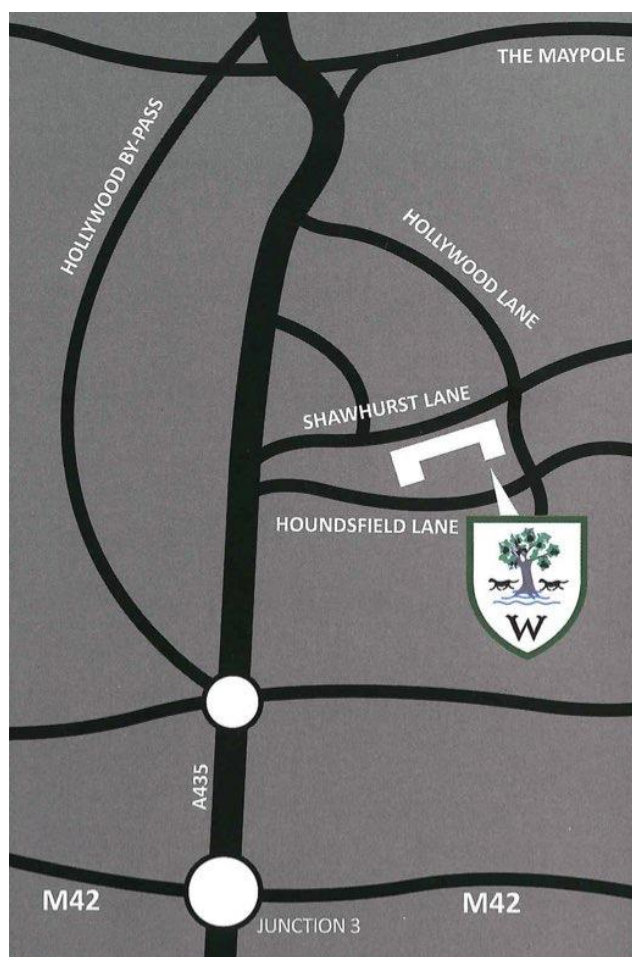 THE MAYPOLE
HOLLYWOOD BY-PASS
HOLLYWOOD LANE
SHAWHURST LANE
HOUNDSFIELD LANE
W
A435
M42
M42
JUNCTION 3